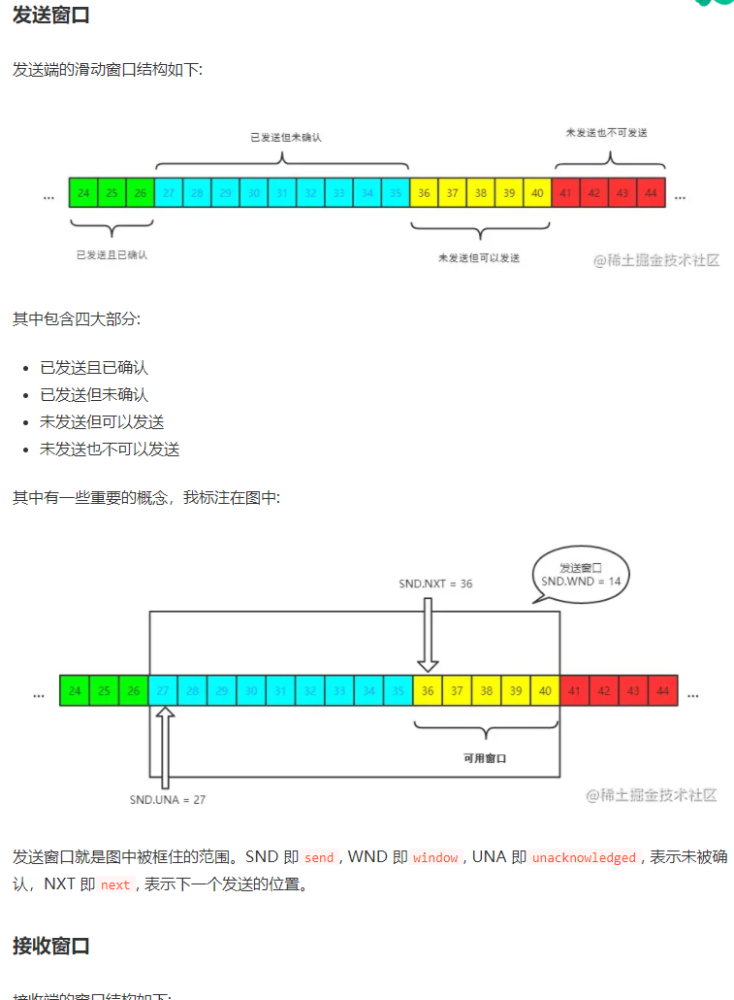 发送窗口
发送端的滑动窗口结构如下:
已发送但未确认
未发送也不可发送
... 24 25 26 27 28 29 30 31 32 33 34 35 36 37 38 39 40 41 42 43 44 ...
已发送且已确认
未发送但可以发送
@稀土掘金技术社区
其中包含四大部分:
• 已发送且已确认
• 已发送但未确认
• 未发送但可以发送
• 未发送也不可以发送
其中有一些重要的概念，我标注在图中:
发送窗口
SND.WND = 14
SND.NXT = 36
... 24 25 26 27 28 29 30 31 32 33 34 35 36 37 38 39 40 41 42 43 44 ...
可用窗口
SND.UNA = 27
@稀土掘金技术社区
发送窗口就是图中被框住的范围。SND 即 send, WND 即 window, UNA 即 unacknowledged, 表示未被确
认，NXT 即 next, 表示下一个发送的位置。
接收窗口
接收端的窗口结构如下: